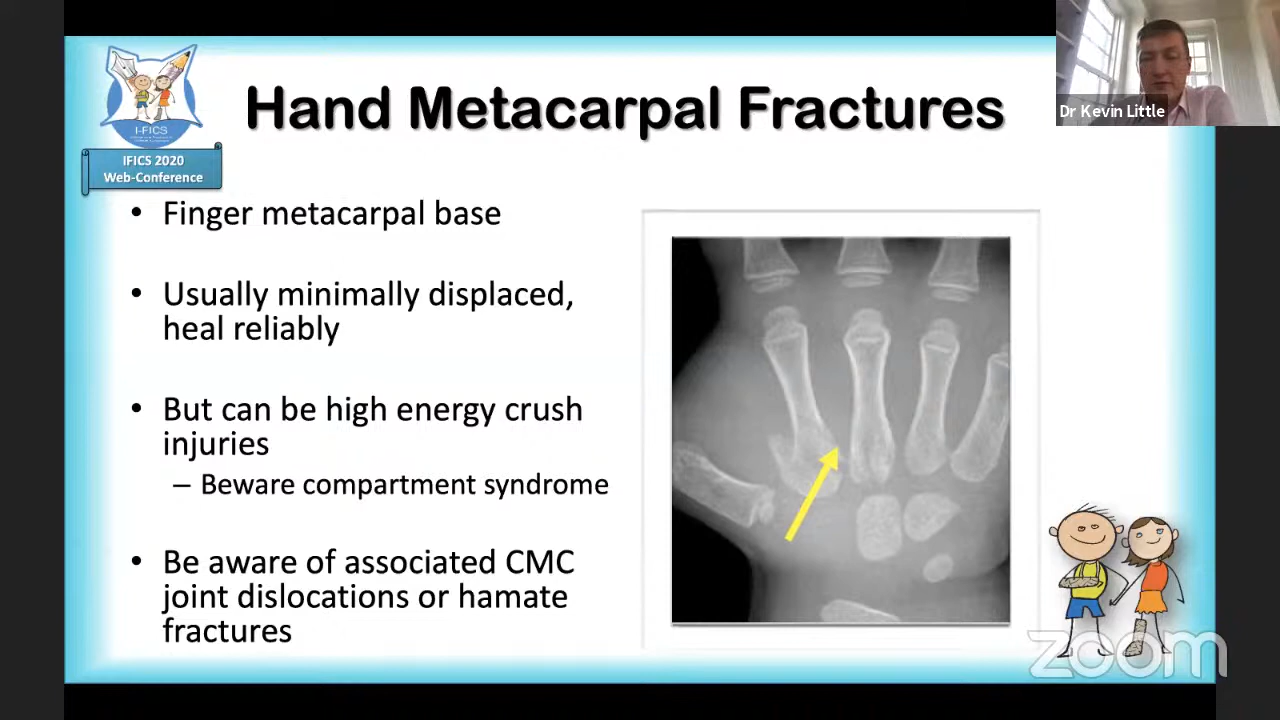 Hand Metacarpal Fractures
Dr Kevin Little
I-FICS
IFICS 2020
Web-Conference
• Finger metacarpal base
• Usually minimally displaced,
heal reliably
• But can be high energy crush
injuries
– Beware compartment syndrome
• Be aware of associated CMC
joint dislocations or hamate
fractures
zoom